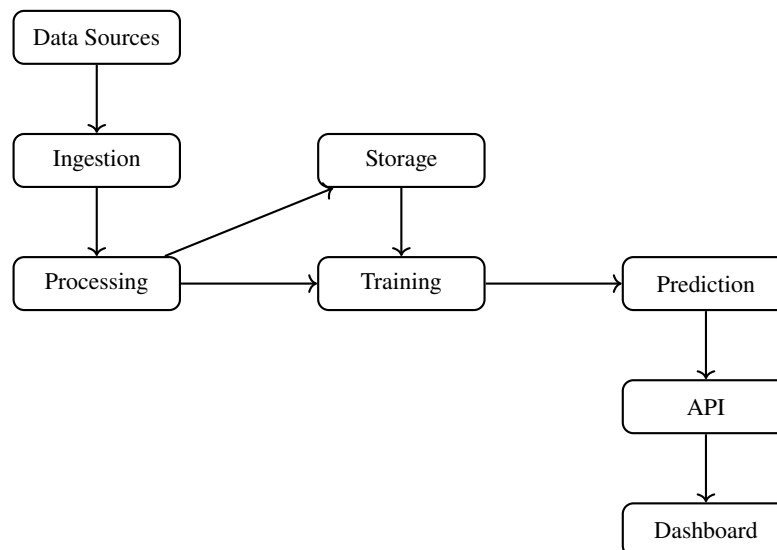 Data Sources
Ingestion
Storage
Processing
Training
Prediction
API
Dashboard